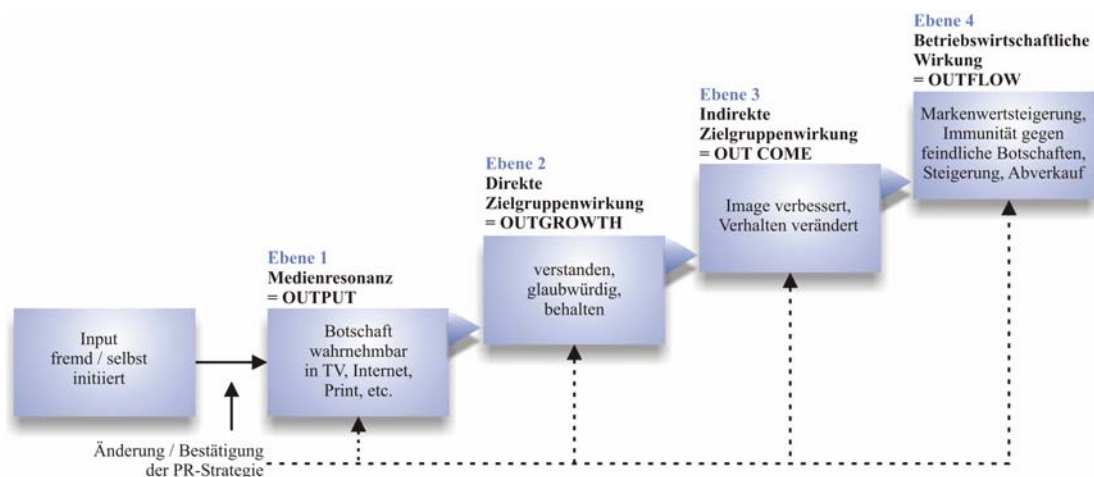 Input
fremd / selbst
initiiert
Änderung / Bestätigung
der PR-Strategie
Ebene 1
Medienresonanz
= OUTPUT
Botschaft
wahrnehmbar
in TV, Internet,
Print, etc.
Ebene 2
Direkte
Zielgruppenwirkung
= OUTGROWTH
verstanden,
glaubwürdig,
behalten
Ebene 3
Indirekte
Zielgruppenwirkung
= OUT COME
Image verbessert,
Verhalten verändert
Ebene 4
Betriebswirtschaftliche
Wirkung
= OUTFLOW
Markenwertsteigerung,
Immunität gegen
feindliche Botschaften,
Steigerung, Abverkauf